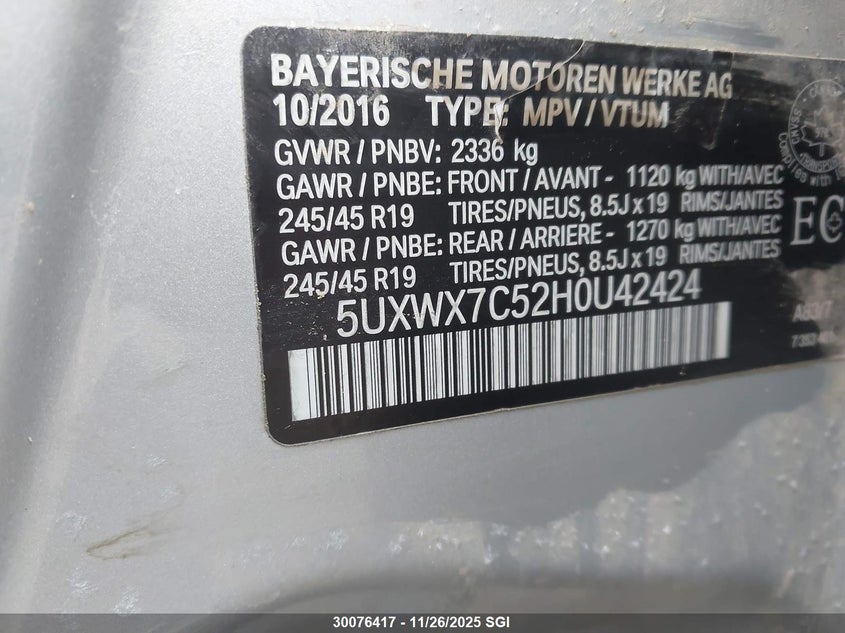 BAYERISCHE MOTOREN WERKE AG
10/2016 TYPE: MPV / VTUM
GVWR / PNBV: 2336 kg
GAWR / PNBE: FRONT / AVANT - 1120 kg WITH/AVEC
245/45 R19 TIRES/PNEUS, 8.5J x 19 RIMS/JANTES
GAWR / PNBE: REAR / ARRIERE - 1270 kg WITH/AVEC
245/45 R19 TIRES/PNEUS, 8.5J x 19 RIMS/JANTES
EC
5UXWX7C52H0U42424
30076417 - 11/26/2025 SGI